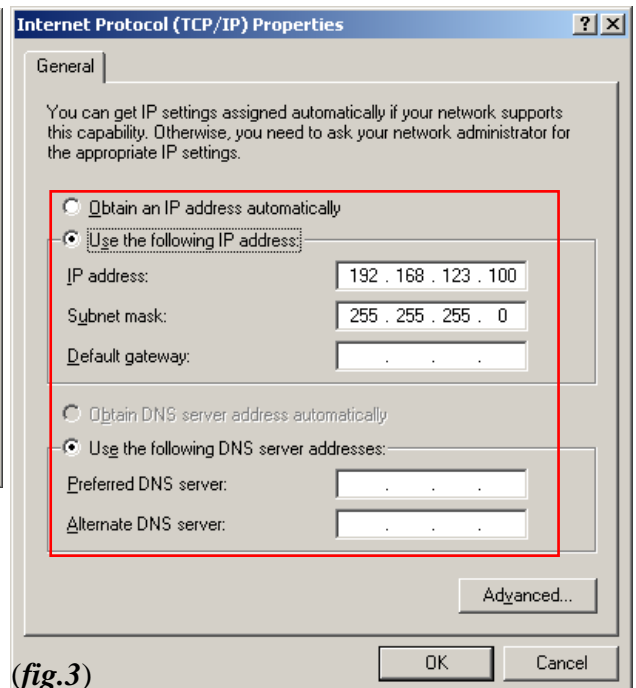 Internet Protocol (TCP/IP) Properties
General
You can get IP settings assigned automatically if your network supports
this capability. Otherwise, you need to ask your network administrator for
the appropriate IP settings.
Obtain an IP address automatically
Use the following IP address:
IP address: 192 . 168 . 123 . 100
Subnet mask: 255 . 255 . 255 . 0
Default gateway: . . .
Obtain DNS server address automatically
Use the following DNS server addresses:
Preferred DNS server: . . .
Alternate DNS server: . . .
Advanced...
OK Cancel
(fig.3)